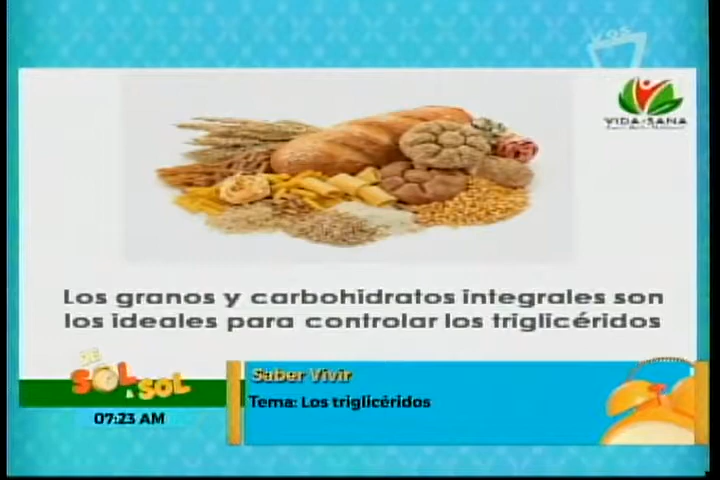 VOS
VIDA SANA
Los granos y carbohidratos integrales son
los ideales para controlar los triglicéridos
DE
SOL
A SOL
07:23 AM
Saber Vivir
Tema: Los triglicéridos